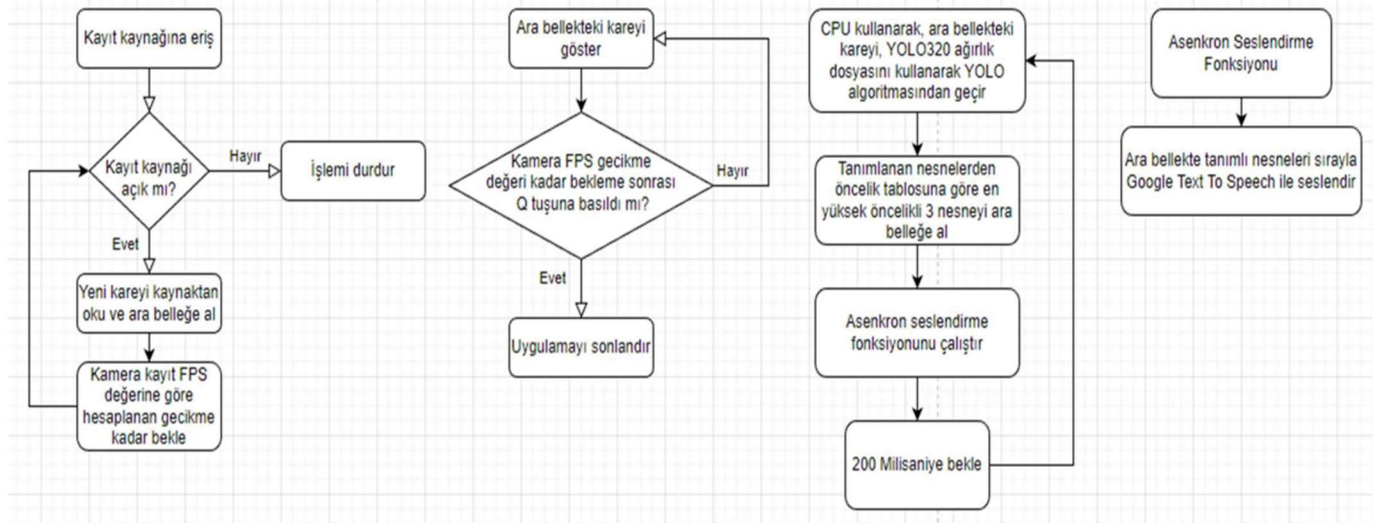 Kayıt kaynağına eriş
Kayıt kaynağı
açık mı?
Hayır
İşlemi durdur
Evet
Yeni kareyi kaynaktan
oku ve ara belleğe al
Kamera kayıt FPS
değerine göre
hesaplanan gecikme
kadar bekle
Ara bellekteki kareyi
göster
Kamera FPS gecikme
değeri kadar bekleme sonrası
Q tuşuna basıldı mı?
Hayır
Evet
Uygulamayı sonlandır
CPU kullanarak, ara bellekteki
kareyi, YOLO320 ağırlık
dosyasını kullanarak YOLO
algoritmasından geçir
Tanımlanan nesnelerden
öncelik tablosuna göre en
yüksek öncelikli 3 nesneyi ara
belleğe al
Asenkron seslendirme
fonksiyonunu çalıştır
200 Milisaniye bekle
Asenkron Seslendirme
Fonksiyonu
Ara bellekte tanımlı nesneleri sırayla
Google Text To Speech ile seslendir